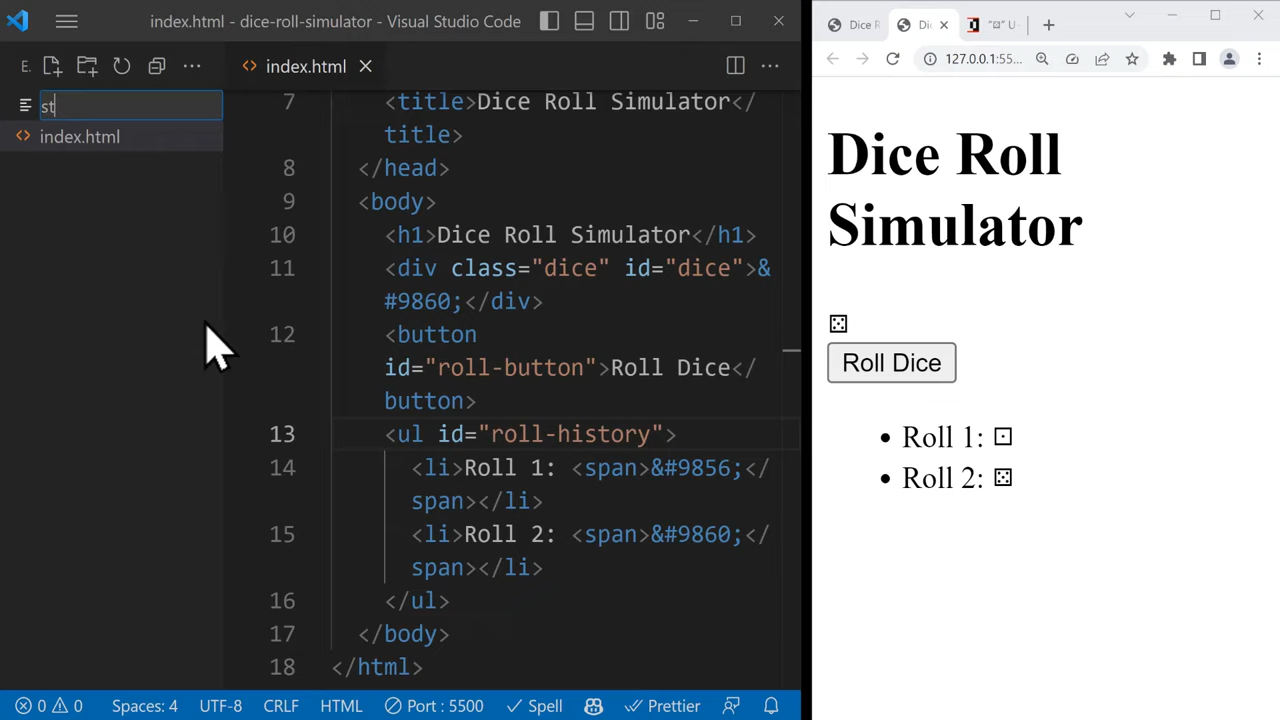 index.html - dice-roll-simulator - Visual Studio Code
E.
index.html
st
index.html
7 <title>Dice Roll Simulator</
title>
8 </head>
9 <body>
10 <h1>Dice Roll Simulator</h1>
11 <div class="dice" id="dice">&
#9860;</div>
12 <button
id="roll-button">Roll Dice</
button>
13 <ul id="roll-history">
14 <li>Roll 1: <span>&#9856;</
span></li>
15 <li>Roll 2: <span>&#9860;</
span></li>
16 </ul>
17 </body>
18 </html>
0 0 Spaces: 4 UTF-8 CRLF HTML Port : 5500 Spell Prettier
Dice R
Dic
"⚄" U
127.0.0.1:55...
Dice Roll
Simulator
⚄
Roll Dice
• Roll 1: ⚀
• Roll 2: ⚄